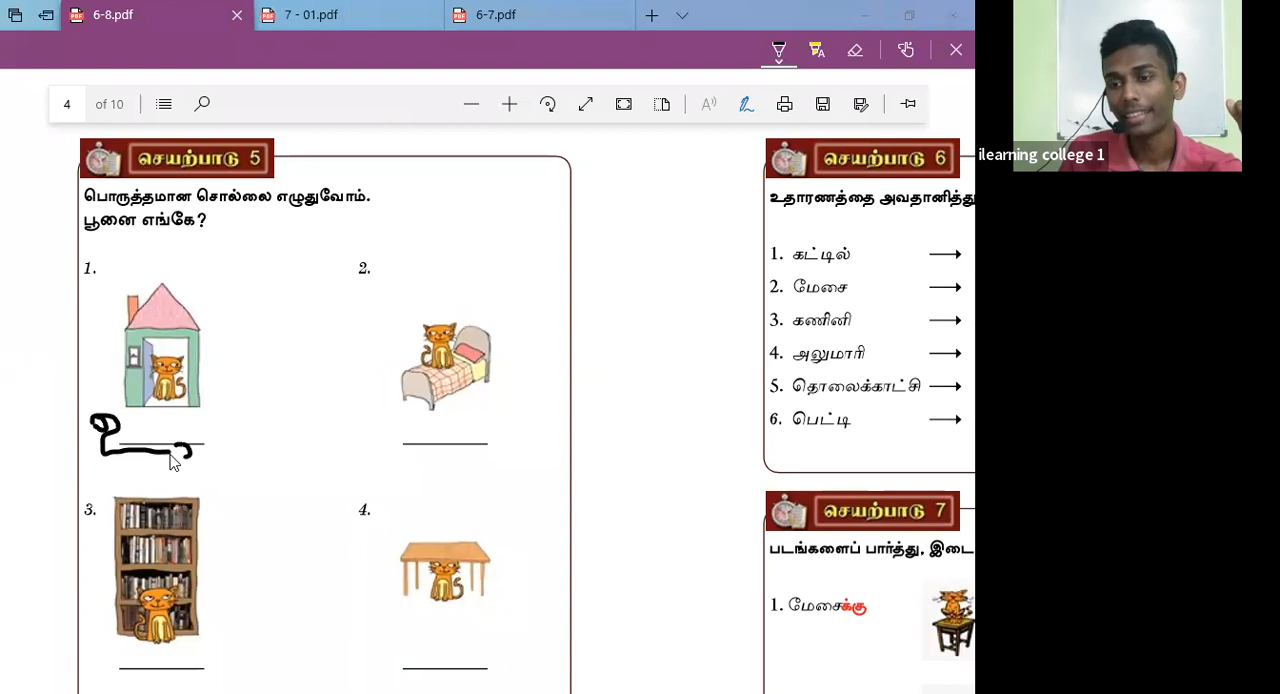 6-8.pdf
7 - 01.pdf
6-7.pdf
4 of 10
ilearning college 1
செயற்பாடு 5
பொருத்தமான சொல்லை எழுதுவோம்.
பூனை எங்கே?
1.
2.
உ
3.
4.
செயற்பாடு 6
உதாரணத்தை அவதானித்து
1. கட்டில்
2. மேசை
3. கணினி
4. அலுமாரி
5. தொலைக்காட்சி
6. பெட்டி
செயற்பாடு 7
படங்களைப் பார்த்து, இடை
1. மேசைக்கு